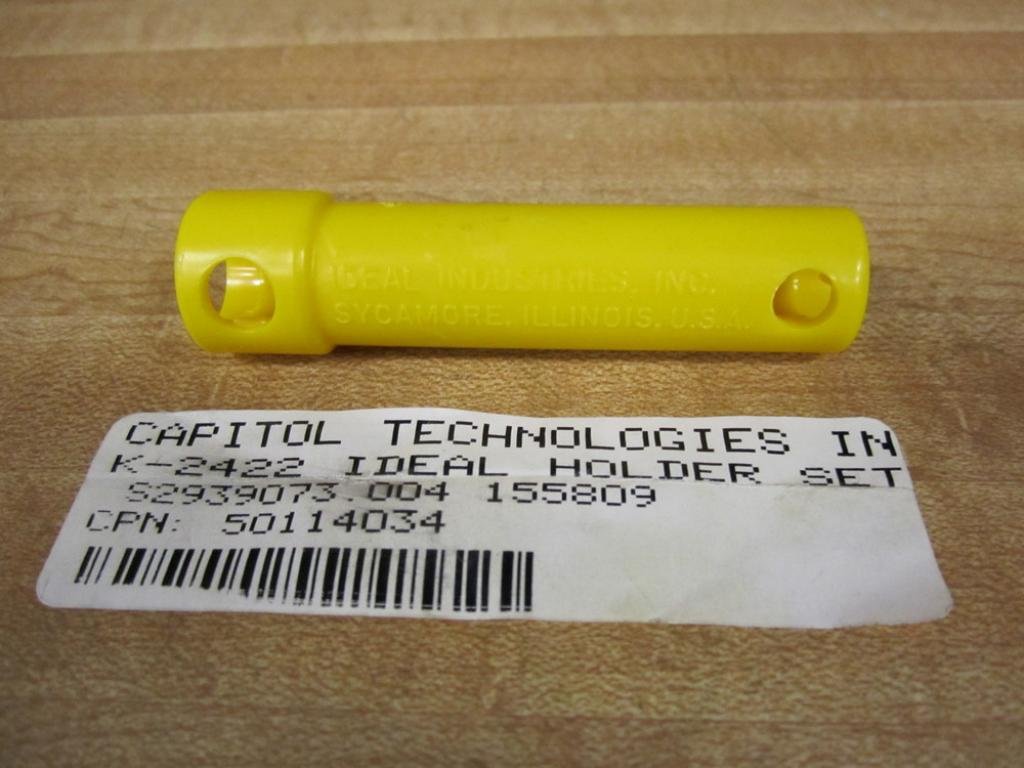 IDEAL INDUSTRIES, INC.
SYCAMORE, ILLINOIS, U.S.A.
CAPITOL TECHNOLOGIES IN
K-2422 IDEAL HOLDER SET
S2939073.004 155809
CPN: 50114034